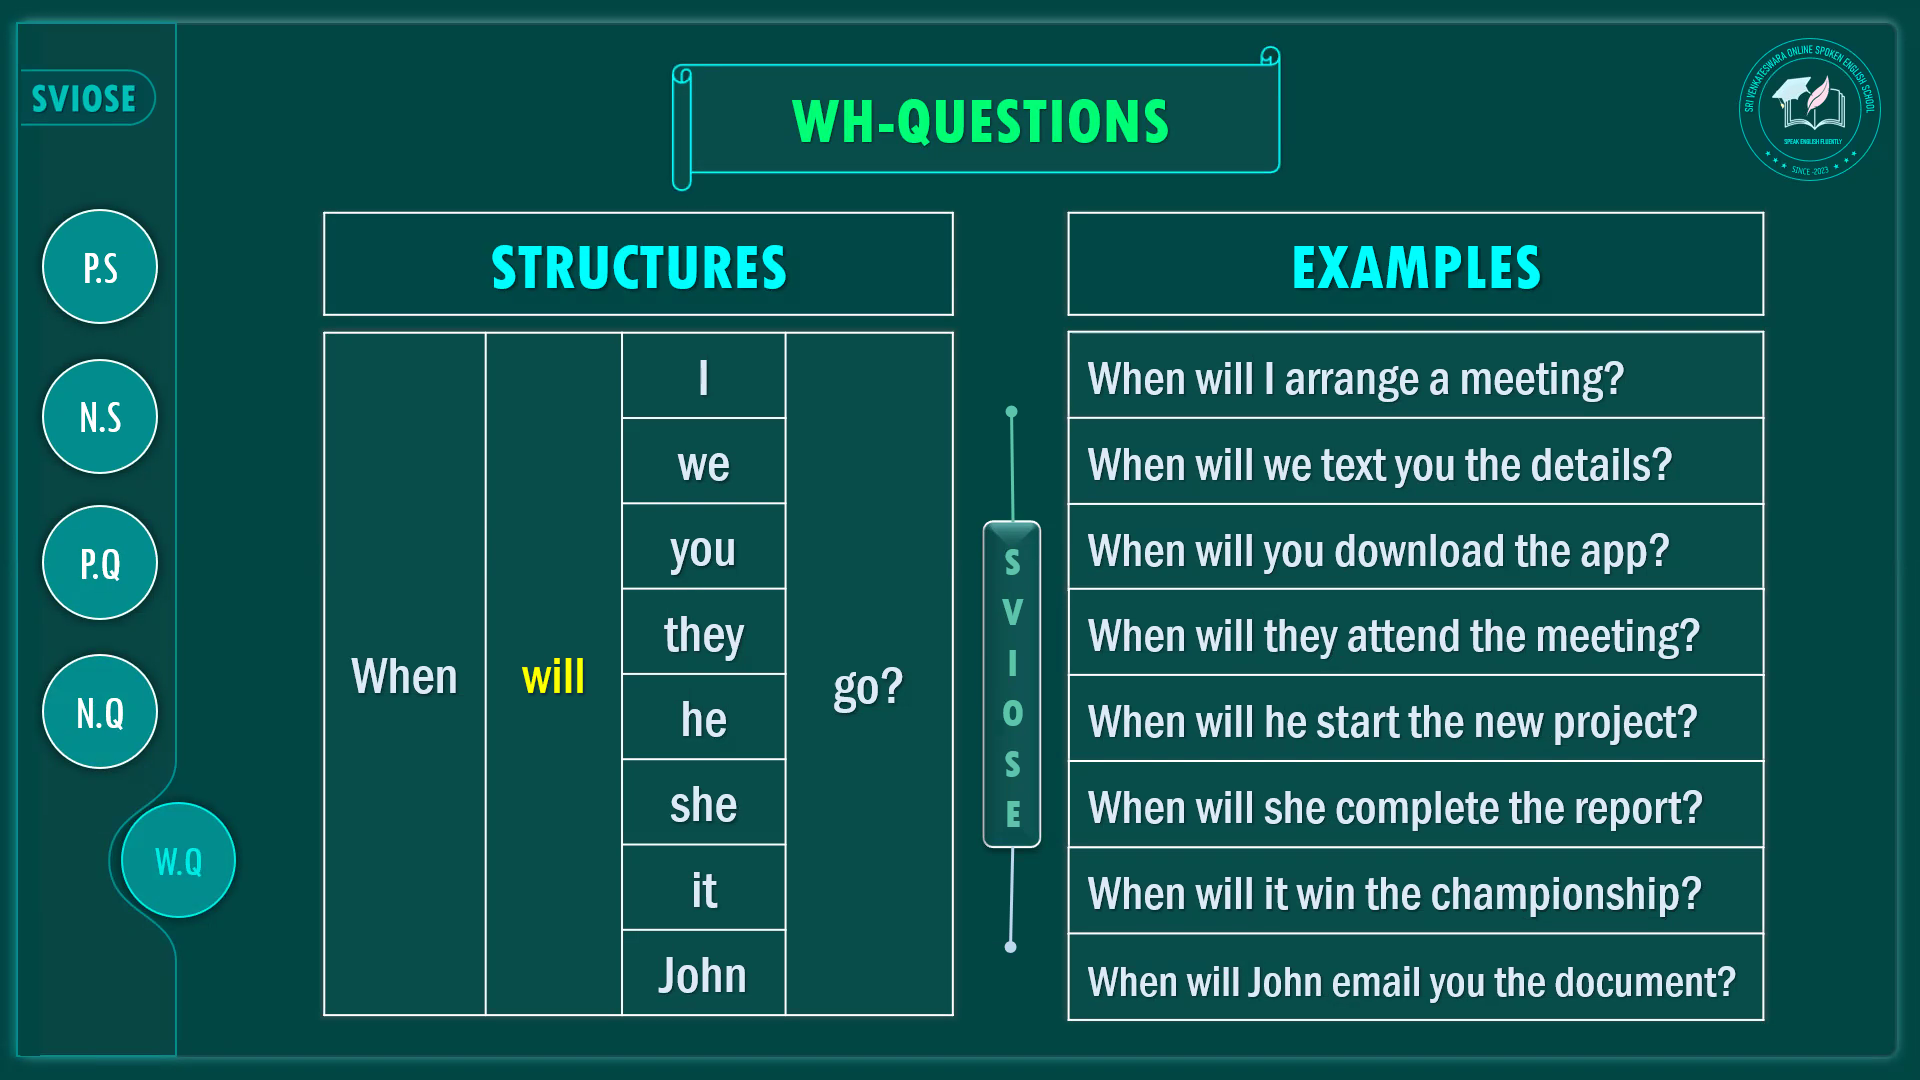 SVIOSE
WH-QUESTIONS
SRI VENKATESWARA ONLINE SPOKEN ENGLISH SCHOOL
SPEAK ENGLISH FLUENTLY
SINCE -2023
P.S
N.S
P.Q
N.Q
W.Q
STRUCTURES
When
will
I
we
you
they
he
she
it
John
go?
SVIOSE
EXAMPLES
When will I arrange a meeting?
When will we text you the details?
When will you download the app?
When will they attend the meeting?
When will he start the new project?
When will she complete the report?
When will it win the championship?
When will John email you the document?